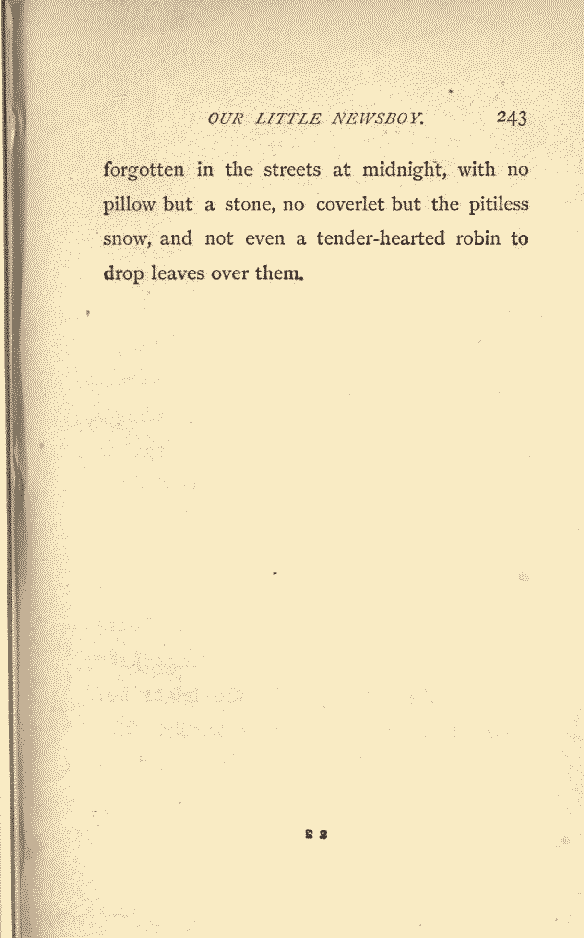 OUR LITTLE NEWSBOY. 243
forgotten in the streets at midnight, with no
pillow but a stone, no coverlet but the pitiless
snow, and not even a tender-hearted robin to
drop leaves over them.